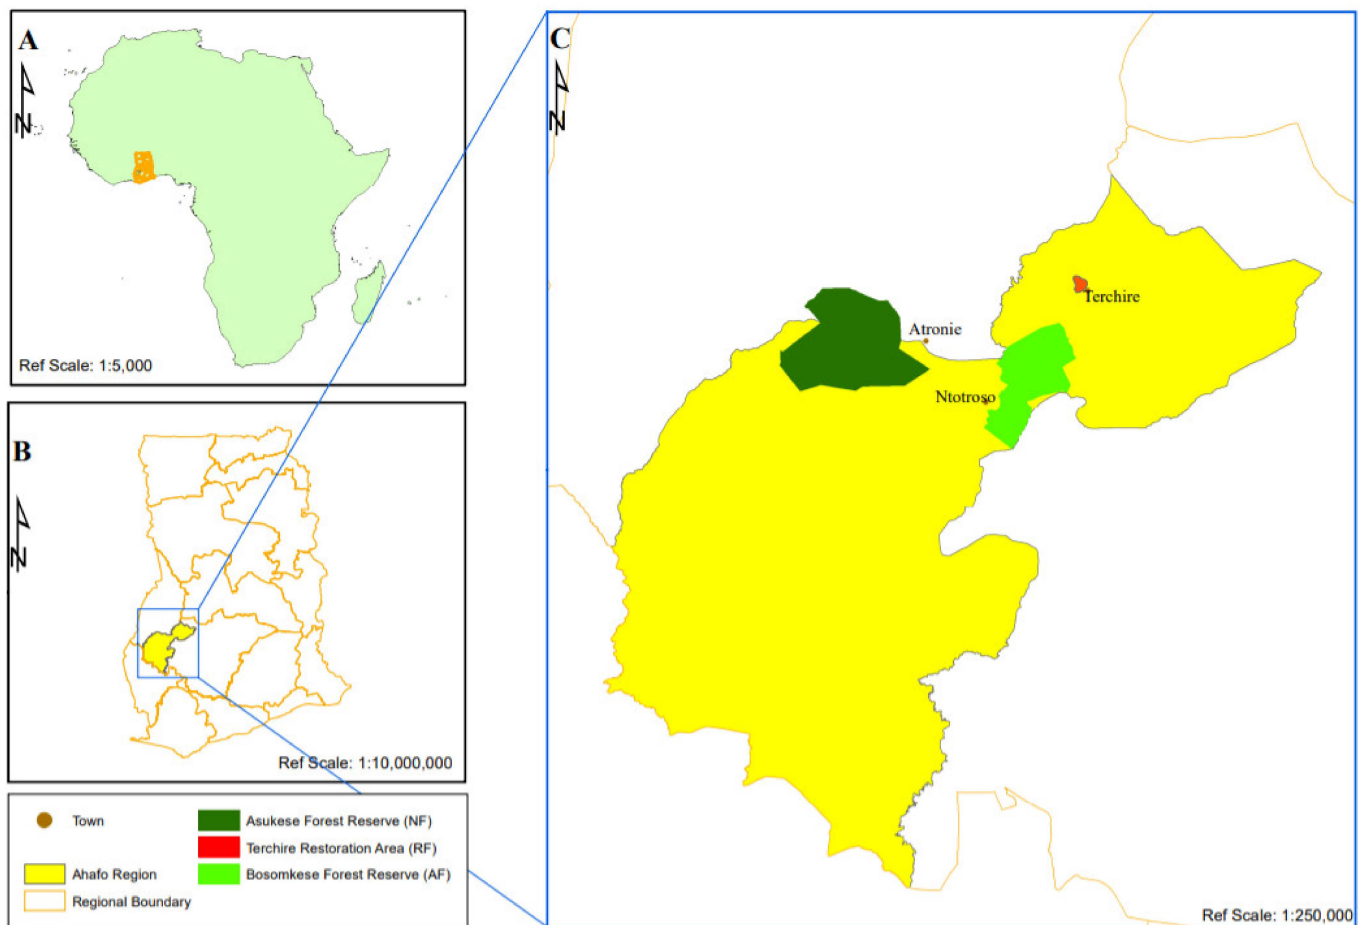 A
N
Ref Scale: 1:5,000
B
N
Ref Scale: 1:10,000,000
C
N
Terchire
Atronie
Ntotroso
Ref Scale: 1:250,000
Town
Ahafo Region
Regional Boundary
Asukese Forest Reserve (NF)
Terchire Restoration Area (RF)
Bosomkese Forest Reserve (AF)